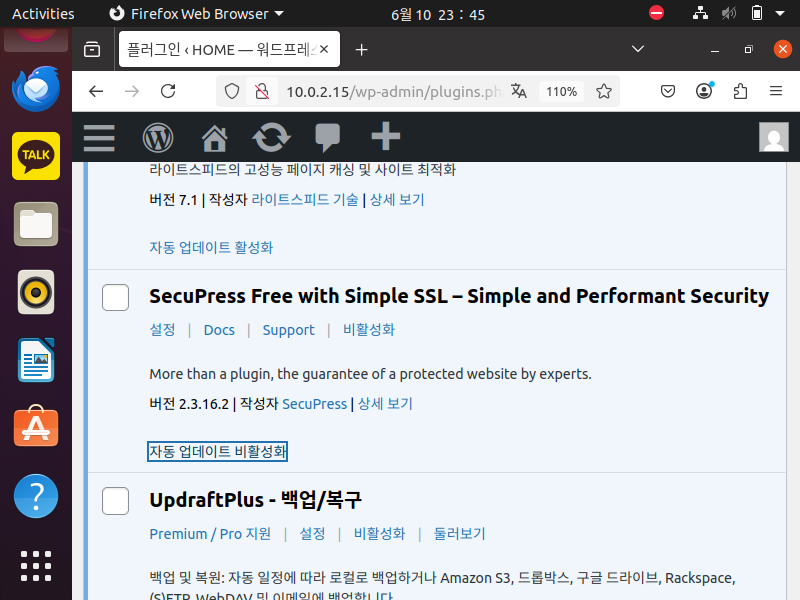 Activities
Firefox Web Browser
6월 10 23 : 45
플러그인 ‹ HOME — 워드프레스
10.0.2.15/wp-admin/plugins.ph
110%
TALK
라이트스피드의 고성능 페이지 캐싱 및 사이트 최적화
버전 7.1 | 작성자 라이트스피드 기술 | 상세 보기
자동 업데이트 활성화
SecuPress Free with Simple SSL – Simple and Performant Security
설정 | Docs | Support | 비활성화
More than a plugin, the guarantee of a protected website by experts.
버전 2.3.16.2 | 작성자 SecuPress | 상세 보기
자동 업데이트 비활성화
UpdraftPlus - 백업/복구
Premium / Pro 지원 | 설정 | 비활성화 | 둘러보기
백업 및 복원: 자동 일정에 따라 로컬로 백업하거나 Amazon S3, 드롭박스, 구글 드라이브, Rackspace,
(S)FTP, WebDAV 및 이메일에 백업합니다.